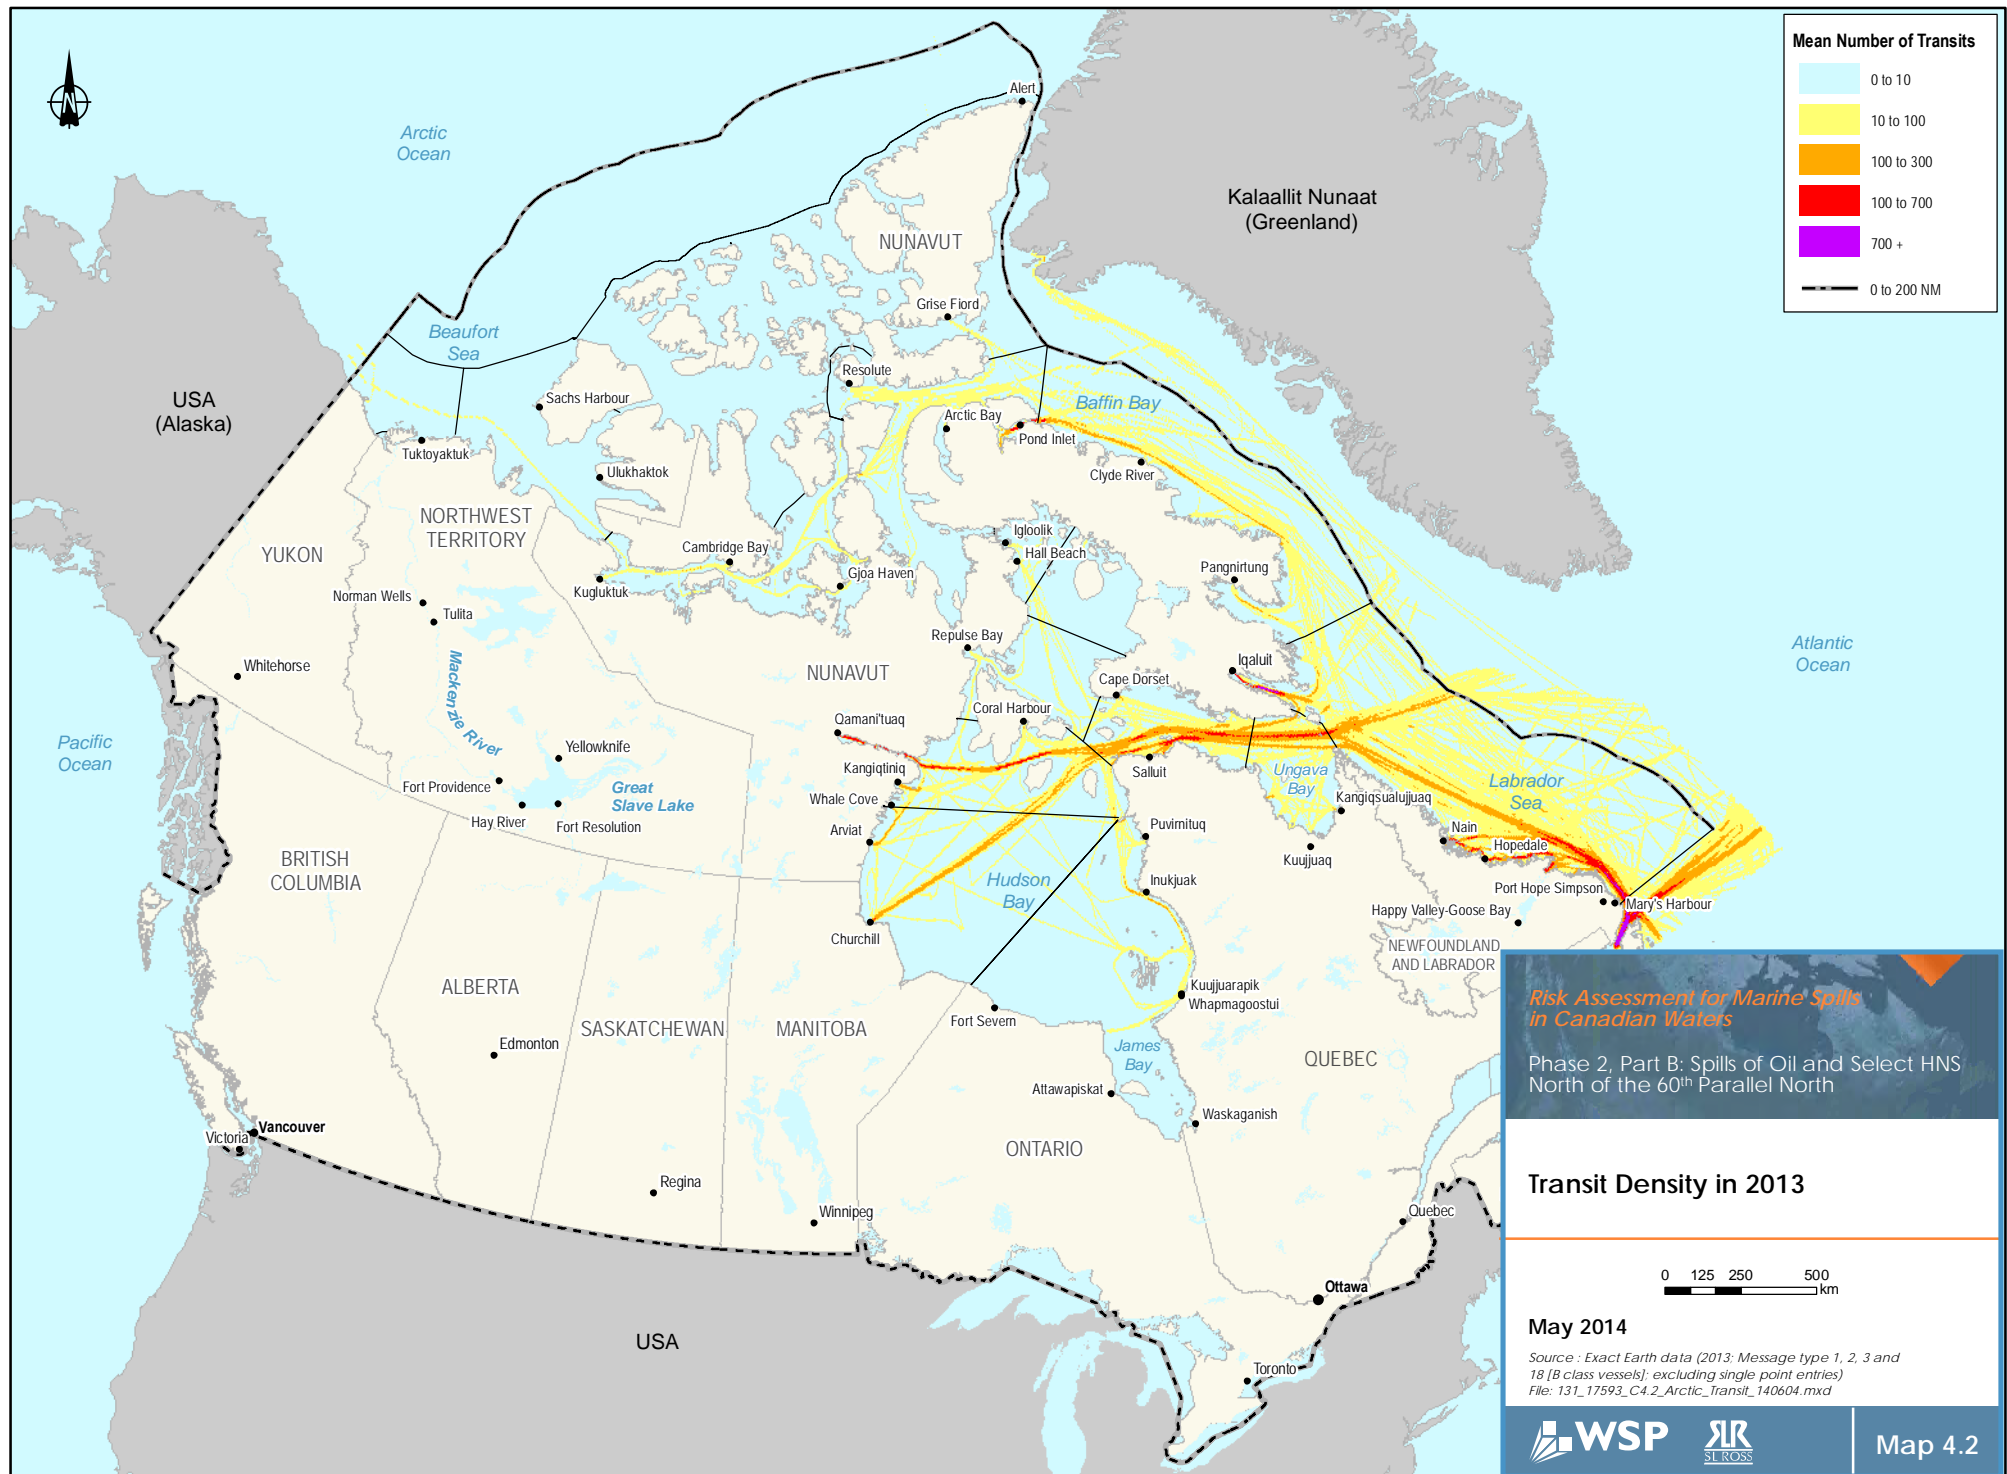 Mean Number of Transits
0 to 10
10 to 100
100 to 300
100 to 700
700 +
0 to 200 NM
N
Arctic
Ocean
Alert
Kalaallit Nunaat
(Greenland)
NUNAVUT
Grise Fiord
Beaufort
Sea
Resolute
USA
(Alaska)
Sachs Harbour
Baffin Bay
Arctic Bay
Pond Inlet
Tuktoyaktuk
Ulukhaktok
Clyde River
NORTHWEST
TERRITORY
YUKON
Igloolik
Hall Beach
Cambridge Bay
Gjoa Haven
Pangnirtung
Kugluktuk
Norman Wells
Tulita
Repulse Bay
Atlantic
Ocean
Whitehorse
Mackenzie River
NUNAVUT
Iqaluit
Cape Dorset
Coral Harbour
Qamani'tuaq
Pacific
Ocean
Yellowknife
Kangiqtiniq
Salluit
Ungava
Bay
Labrador
Sea
Fort Providence
Great
Slave Lake
Whale Cove
Kangiqsualujjuaq
Hay River
Fort Resolution
Arviat
Puvirnituq
Nain
Hopedale
Kuujjuaq
BRITISH
COLUMBIA
Hudson
Bay
Inukjuak
Port Hope Simpson
Mary's Harbour
Happy Valley-Goose Bay
Churchill
NEWFOUNDLAND
AND LABRADOR
ALBERTA
Kuujjuarapik
Whapmagoostui
Fort Severn
SASKATCHEWAN
MANITOBA
Edmonton
James
Bay
QUEBEC
Attawapiskat
Waskaganish
Vancouver
Victoria
ONTARIO
Regina
Winnipeg
Quebec
Ottawa
USA
Toronto
Risk Assessment for Marine Spills
in Canadian Waters
Phase 2, Part B: Spills of Oil and Select HNS
North of the 60th Parallel North
Transit Density in 2013
0 125 250 500
km
May 2014
Source : Exact Earth data (2013; Message type 1, 2, 3 and
18 [B class vessels]; excluding single point entries)
File: 131_17593_C4.2_Arctic_Transit_140604.mxd
WSP
SLR
SL ROSS
Map 4.2